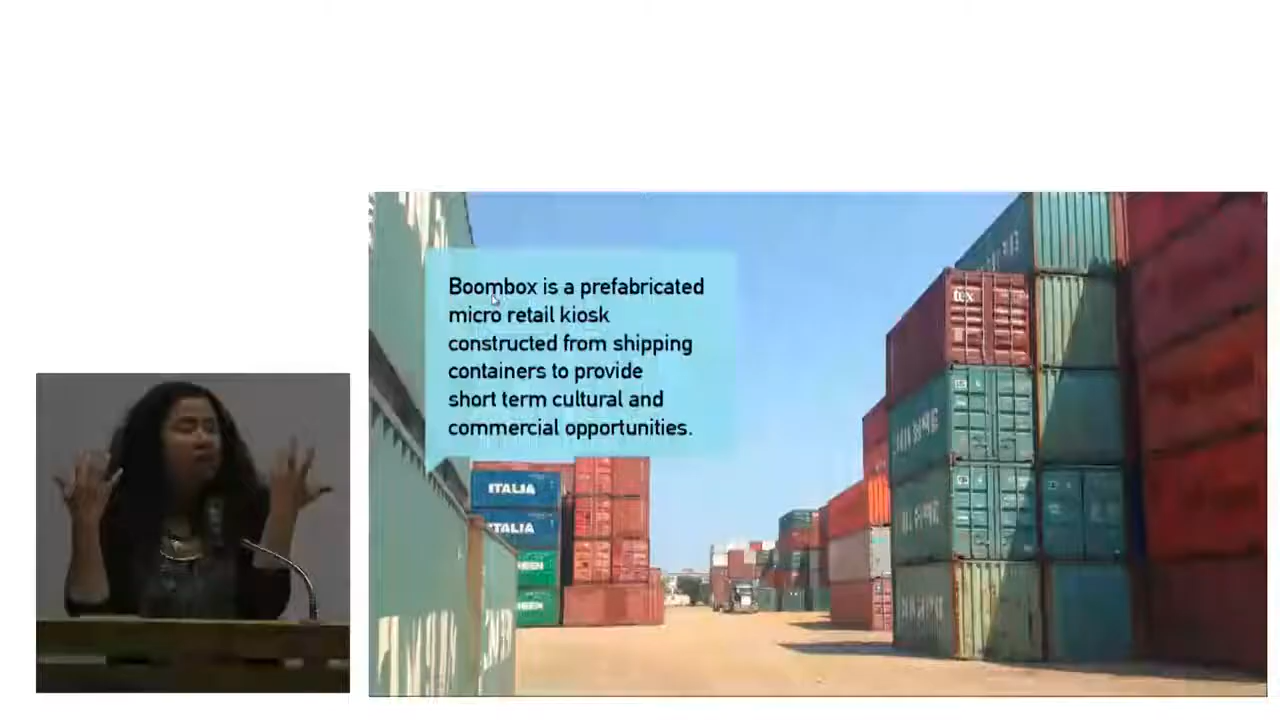 Boombox is a prefabricated
micro retail kiosk
constructed from shipping
containers to provide
short term cultural and
commercial opportunities.
tex
ITALIA
ITALIA